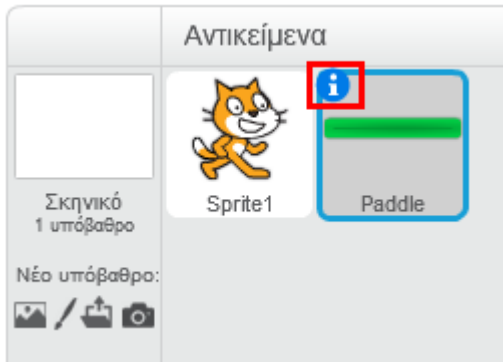 Αντικείμενα
Sprite1
Paddle
Σκηνικό
1 υπόβαθρο
Νέο υπόβαθρο: